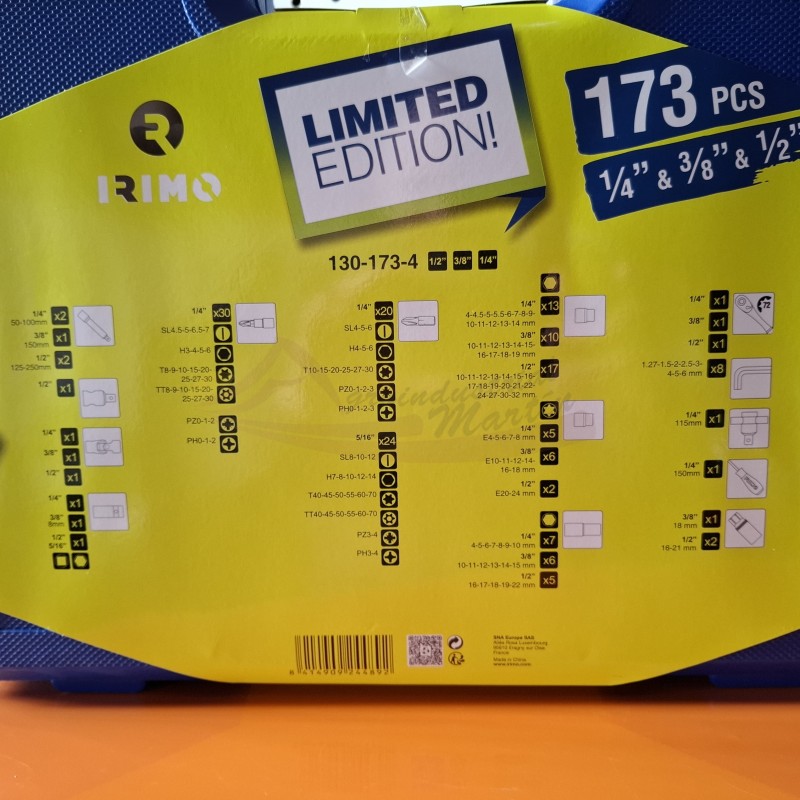 IRIMO
LIMITED
EDITION!
173 PCS
1/4" & 3/8" & 1/2"
130-173-4 1/2" 3/8" 1/4"
1/4" x2
50-100mm
3/8" x1
150mm
1/2" x2
125-250mm
1/2" x1
1/4" x1
3/8" x1
1/2" x1
1/4" x1
3/8" x1
8mm
1/2" x1
5/16"
1/4" x30
SL4.5-5-6.5-7
H3-4-5-6
T8-9-10-15-20-
25-27-30
TT8-9-10-15-20-
25-27-30
PZ0-1-2
PH0-1-2
1/4" x20
SL4-5-6
H4-5-6
T10-15-20-25-27-30
PZ0-1-2-3
PH0-1-2-3
5/16" x24
SL8-10-12
H7-8-10-12-14
T40-45-50-55-60-70
TT40-45-50-55-60-70
PZ3-4
PH3-4
1/4" x13
4-4.5-5-5.5-6-7-8-9-
10-11-12-13-14 mm
3/8" x10
10-11-12-13-14-15-
16-17-18-19 mm
1/2" x17
10-11-12-13-14-15-16-
17-18-19-20-21-22-
24-27-30-32 mm
1/4" x5
E4-5-6-7-8 mm
3/8" x6
E10-11-12-14-
16-18 mm
1/2" x2
E20-24 mm
1/4" x7
4-5-6-7-8-9-10 mm
3/8" x6
10-11-12-13-14-15 mm
1/2" x5
16-17-18-19-22 mm
1/4" x1
72
3/8" x1
1/2" x1
1.27-1.5-2-2.5-3-
4-5-6 mm x8
1/4" x1
115mm
1/4" x1
150mm
3/8" x1
18 mm
1/2" x2
16-21 mm
Agroindustrial
Martín
8 414909 244892
SNA Europe SAS
Allée Rosa Luxembourg
95610 Eragny sur Oise
France
Made in China
www.irimo.com